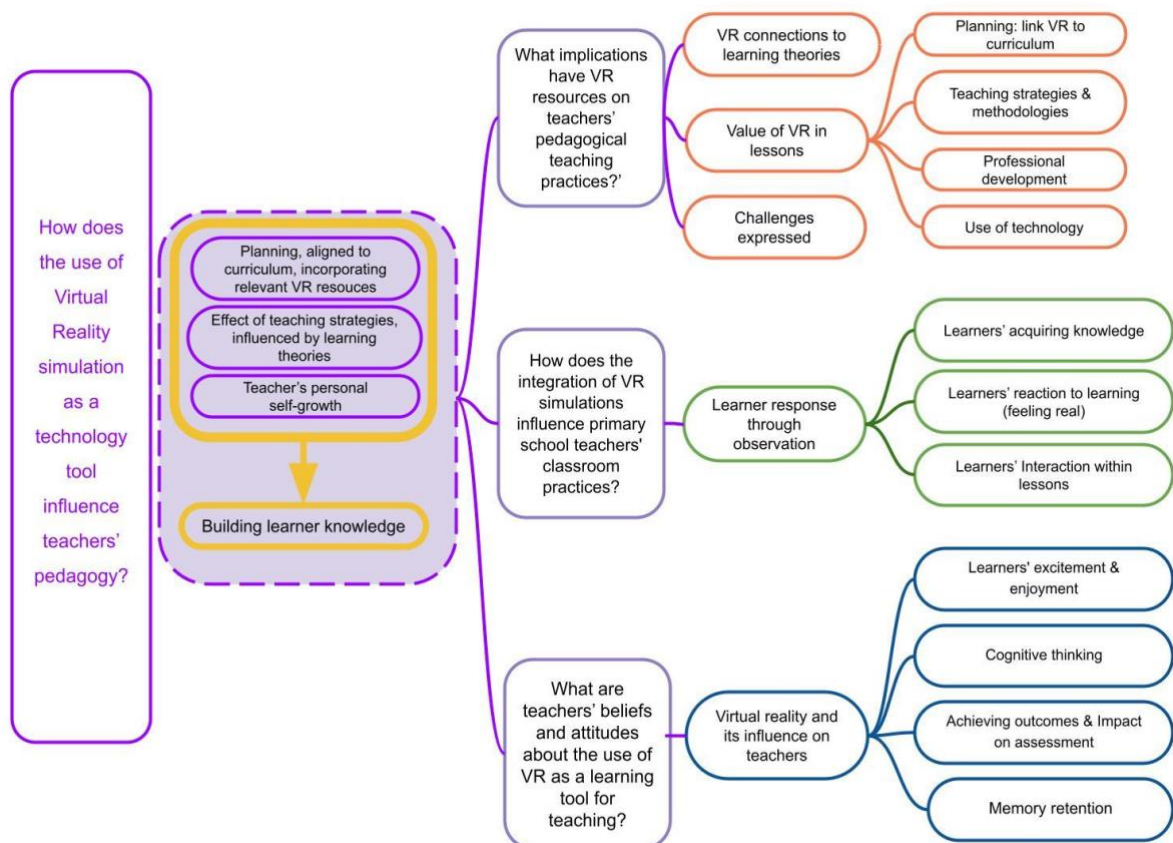 How does
the use of
Virtual
Reality
simulation
as a
technology
tool
influence
teachers'
pedagogy?
Planning, aligned to
curriculum, incorporating
relevant VR resouces
Effect of teaching strategies,
influenced by learning
theories
Teacher's personal
self-growth
Building learner knowledge
What implications
have VR
resources on
teachers'
pedagogical
teaching
practices?'
VR connections to
learning theories
Value of VR in
lessons
Challenges
expressed
Planning: link VR to
curriculum
Teaching strategies &
methodologies
Professional
development
Use of technology
How does the
integration of VR
simulations
influence primary
school teachers'
classroom
practices?
Learner response
through
observation
Learners' acquiring knowledge
Learners' reaction to learning
(feeling real)
Learners' Interaction within
lessons
What are
teachers' beliefs
and attitudes
about the use of
VR as a learning
tool for
teaching?
Virtual reality and
its influence on
teachers
Learners' excitement &
enjoyment
Cognitive thinking
Achieving outcomes & Impact
on assessment
Memory retention